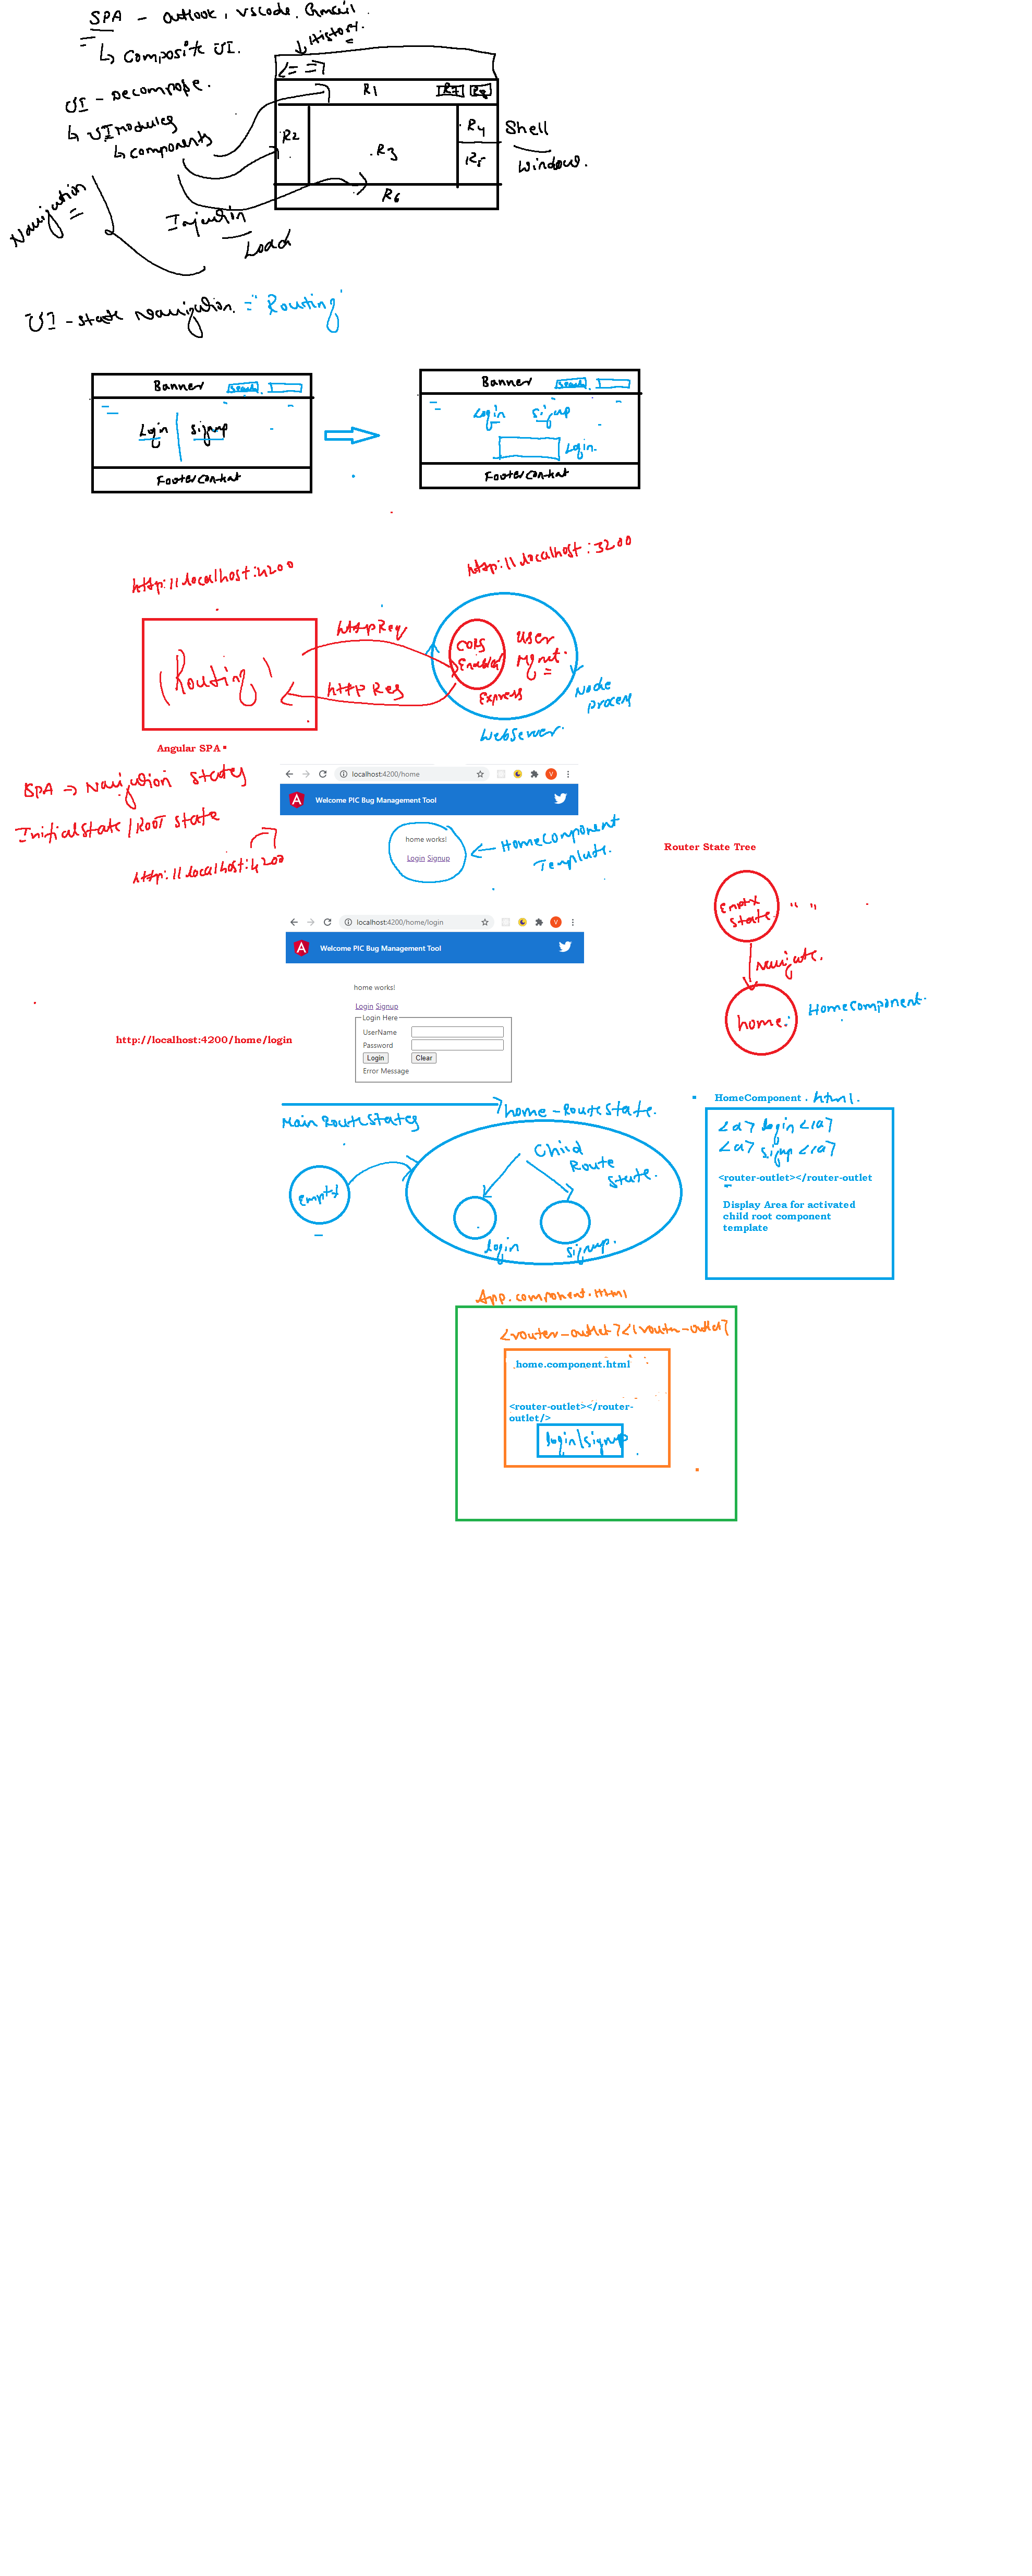 SPA - outlook, vscode, Gmail.
↳ Composite UI.
History.
<= =>
UI - Decompose.
↳ UI modules
↳ components
R1
R7 R8
R2
R3
R4
R5
R6
Shell
Window.
Navigation
Injection
Load
UI - state Navigation. = "Routing"
Banner Search
Login | Signup
Footer Content
Banner Search
Login Signup
Login.
Footer Content
http://localhost:4200
http://localhost:3200
Routing
http Req
http Res
CORS
Enabled
User
Mgmt.
Express
Node
process
Webserver.
Angular SPA
SPA => Navigation States
Initial State / Root state
http://localhost:4200
localhost:4200/home
Welcome PIC Bug Management Tool
home works!
Login Signup
← HomeComponent
Template.
Router State Tree
Empty
state. " "
Navigate.
home: HomeComponent.
localhost:4200/home/login
Welcome PIC Bug Management Tool
home works!
Login Signup
Login Here
UserName
Password
Login Clear
Error Message
http://localhost:4200/home/login
Main Route States
home - Route State.
Empty
Child
Route
State.
login
signup.
HomeComponent . html.
<a> login </a>
<a> signup </a>
<router-outlet></router-outlet
Display Area for activated
child root component
template
App.component.html
<router-outlet></router-outlet>
home.component.html
<router-outlet></router-
outlet/>
login/signup